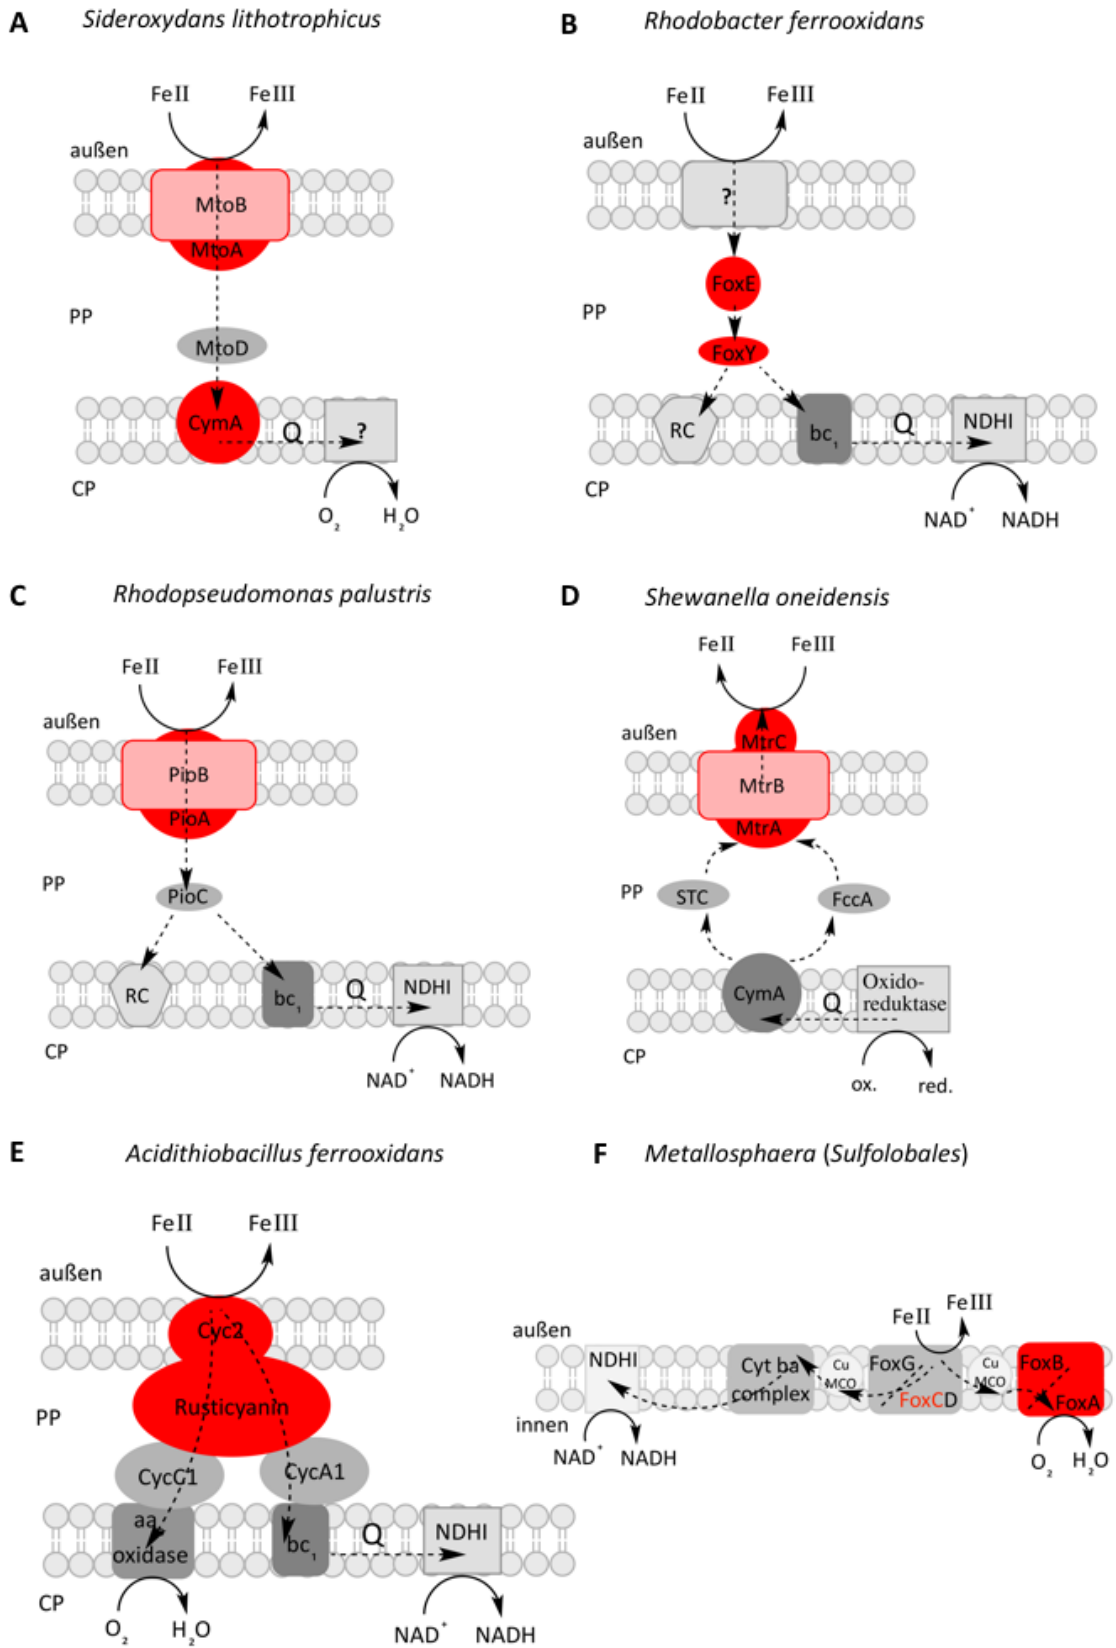 A Sideroxydans lithotrophicus
FeII FeIII
außen
MtoB
MtoA
PP
MtoD
CymA Q ?
CP
O2 H2O
B Rhodobacter ferrooxidans
FeII FeIII
außen
?
FoxE
PP
FoxY
RC bc1 Q NDHI
CP
NAD+ NADH
C Rhodopseudomonas palustris
FeII FeIII
außen
PioB
PioA
PP
PioC
RC bc1 Q NDHI
CP
NAD+ NADH
D Shewanella oneidensis
FeII FeIII
außen
MtrC
MtrB
MtrA
PP STC FccA
CymA Q Oxido-
reduktase
CP
ox. red.
E Acidithiobacillus ferrooxidans
FeII FeIII
außen
Cyc2
Rusticyanin
PP
CycC1 CycA1
aa
oxidase
bc1 Q NDHI
CP
O2 H2O
NAD+ NADH
F Metallosphaera (Sulfolobales)
FeII FeIII
außen
NDHI Cyt ba
complex
Cu
MCO
FoxG
FoxCD
Cu
MCO
FoxB
FoxA
innen
NAD+ NADH
O2 H2O